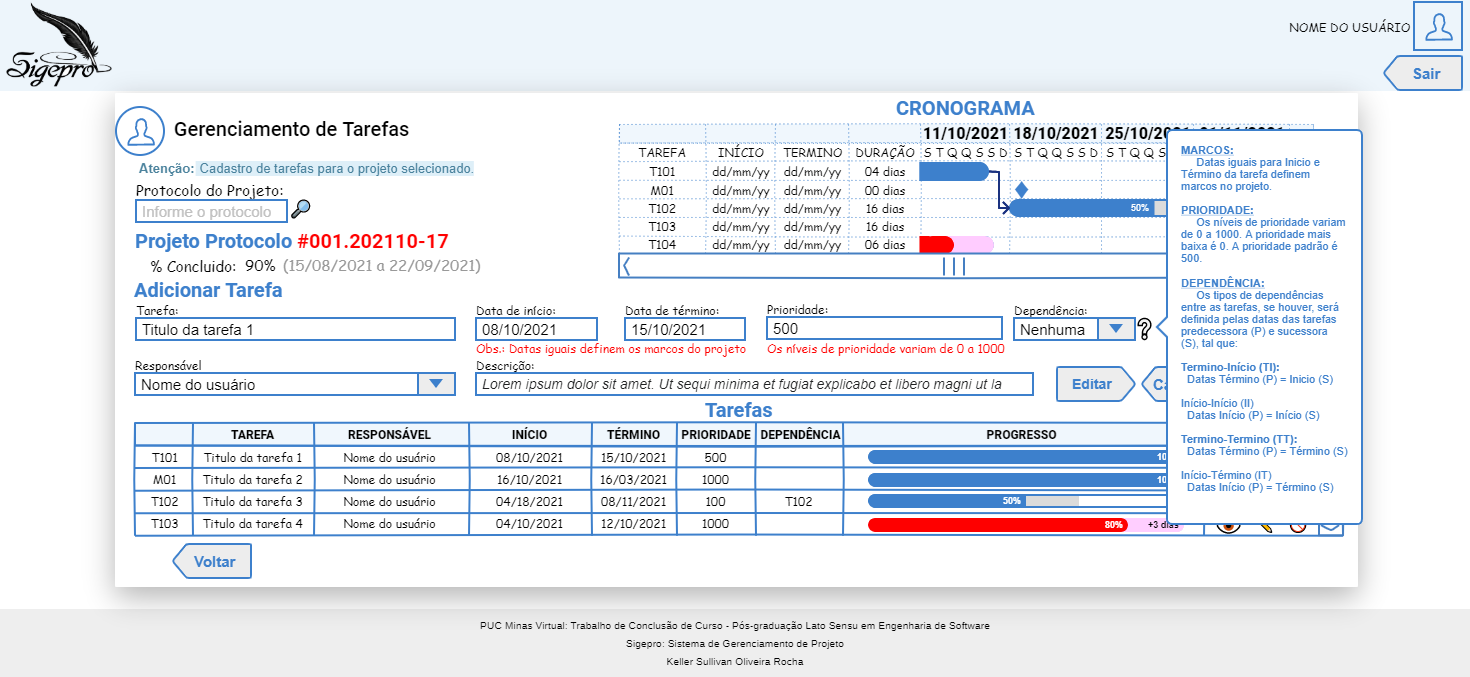 Sigepro
NOME DO USUÁRIO
Sair
Gerenciamento de Tarefas
Atenção: Cadastro de tarefas para o projeto selecionado.
Protocolo do Projeto:
Informe o protocolo
Projeto Protocolo #001.202110-17
% Concluido: 90% (15/08/2021 a 22/09/2021)
CRONOGRAMA
11/10/2021 18/10/2021 25/10/2021 01/11/2021
TAREFA INÍCIO TERMINO DURAÇÃO S T Q Q S S D S T Q Q S S D S T Q Q S
T101 dd/mm/yy dd/mm/yy 04 dias
M01 dd/mm/yy dd/mm/yy 00 dias
T102 dd/mm/yy dd/mm/yy 16 dias 50%
T103 dd/mm/yy dd/mm/yy 16 dias
T104 dd/mm/yy dd/mm/yy 06 dias
Adicionar Tarefa
Tarefa: Data de início: Data de término: Prioridade: Dependência:
Titulo da tarefa 1 08/10/2021 15/10/2021 500 Nenhuma ?
Obs.: Datas iguais definem os marcos do projeto Os níveis de prioridade variam de 0 a 1000
Responsável Descrição:
Nome do usuário Lorem ipsum dolor sit amet. Ut sequi minima et fugiat explicabo et libero magni ut la Editar
Tarefas
TAREFA RESPONSÁVEL INÍCIO TÉRMINO PRIORIDADE DEPENDÊNCIA PROGRESSO
T101 Titulo da tarefa 1 Nome do usuário 08/10/2021 15/10/2021 500 10
M01 Titulo da tarefa 2 Nome do usuário 16/10/2021 16/03/2021 1000 10
T102 Titulo da tarefa 3 Nome do usuário 04/18/2021 08/11/2021 100 T102 50%
T103 Titulo da tarefa 4 Nome do usuário 04/10/2021 12/10/2021 1000 80% +3 dias
MARCOS:
Datas iguais para Inicio e
Término da tarefa definem
marcos no projeto.
PRIORIDADE:
Os níveis de prioridade variam
de 0 a 1000. A prioridade mais
baixa é 0. A prioridade padrão é
500.
DEPENDÊNCIA:
Os tipos de dependências
entre as tarefas, se houver, será
definida pelas datas das tarefas
predecessora (P) e sucessora
(S), tal que:
Termino-Início (TI):
Datas Término (P) = Inicio (S)
Início-Início (II)
Datas Início (P) = Início (S)
Termino-Termino (TT):
Datas Término (P) = Término (S)
Início-Término (IT)
Datas Início (P) = Término (S)
Voltar
PUC Minas Virtual: Trabalho de Conclusão de Curso - Pós-graduação Lato Sensu em Engenharia de Software
Sigepro: Sistema de Gerenciamento de Projeto
Keller Sullivan Oliveira Rocha